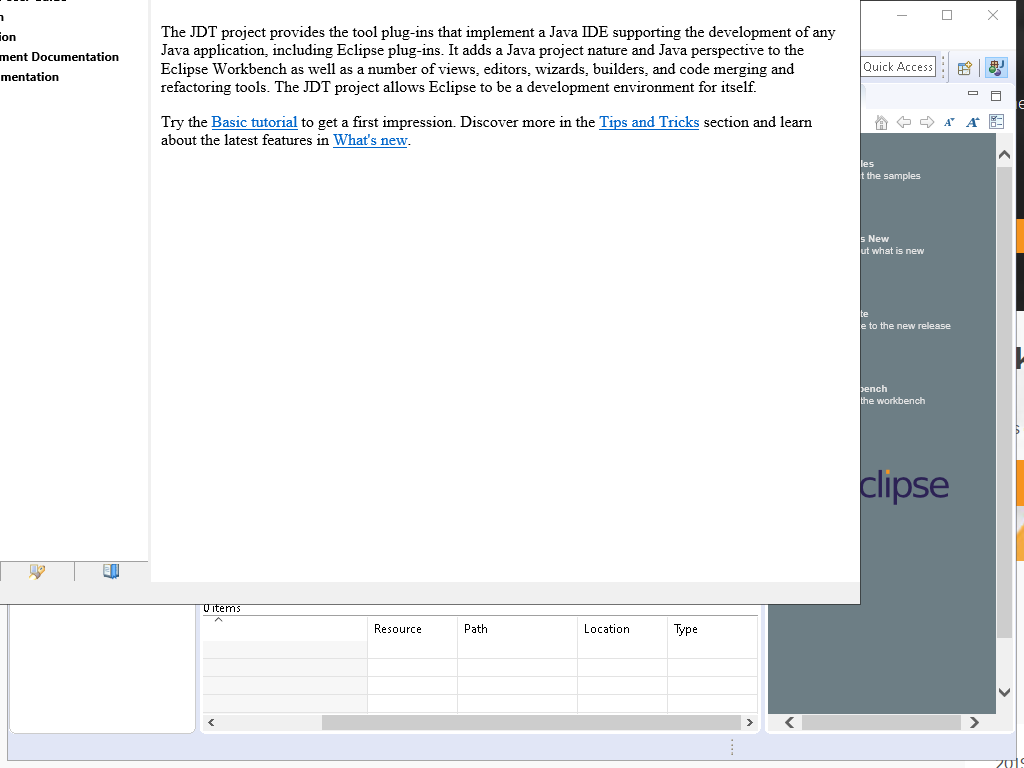 ion
ment Documentation
mentation
The JDT project provides the tool plug-ins that implement a Java IDE supporting the development of any
Java application, including Eclipse plug-ins. It adds a Java project nature and Java perspective to the
Eclipse Workbench as well as a number of views, editors, wizards, builders, and code merging and
refactoring tools. The JDT project allows Eclipse to be a development environment for itself.
Try the Basic tutorial to get a first impression. Discover more in the Tips and Tricks section and learn
about the latest features in What's new.
Quick Access
les
t the samples
s New
ut what is new
te
e to the new release
bench
the workbench
clipse
0 items
Resource
Path
Location
Type
2019